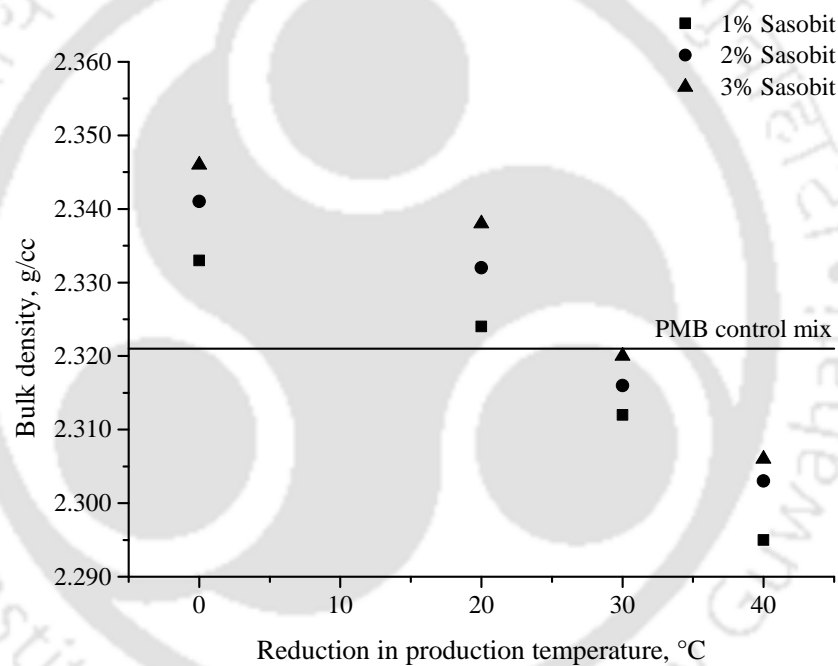 1% Sasobit
2% Sasobit
3% Sasobit
2.360
2.350
2.340
2.330
2.320
2.310
2.300
2.290
Bulk density, g/cc
PMB control mix
0 10 20 30 40
Reduction in production temperature, °C
Guwahati